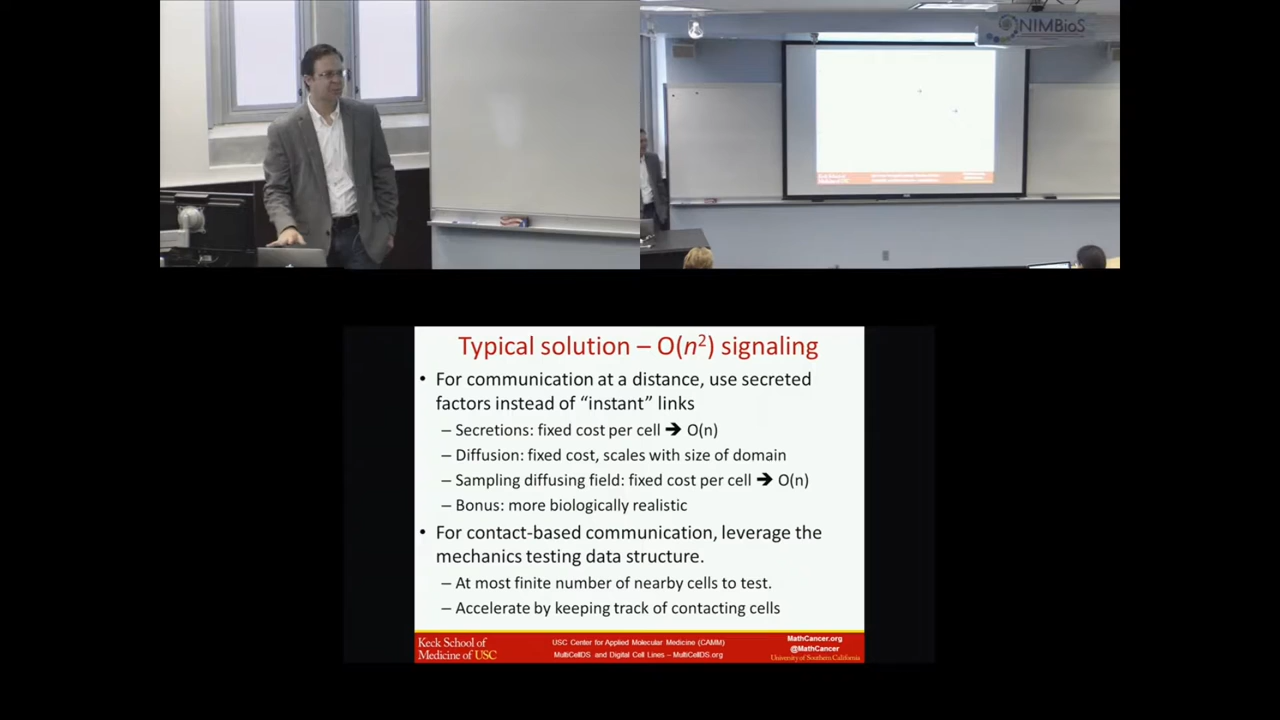 NIMBioS
Typical solution – O(n²) signaling
• For communication at a distance, use secreted
factors instead of “instant” links
– Secretions: fixed cost per cell ➔ O(n)
– Diffusion: fixed cost, scales with size of domain
– Sampling diffusing field: fixed cost per cell ➔ O(n)
– Bonus: more biologically realistic
• For contact-based communication, leverage the
mechanics testing data structure.
– At most finite number of nearby cells to test.
– Accelerate by keeping track of contacting cells
Keck School of
Medicine of USC
USC Center for Applied Molecular Medicine (CAMM)
MultiCellDS and Digital Cell Lines – MultiCellDS.org
MathCancer.org
@MathCancer
University of Southern California